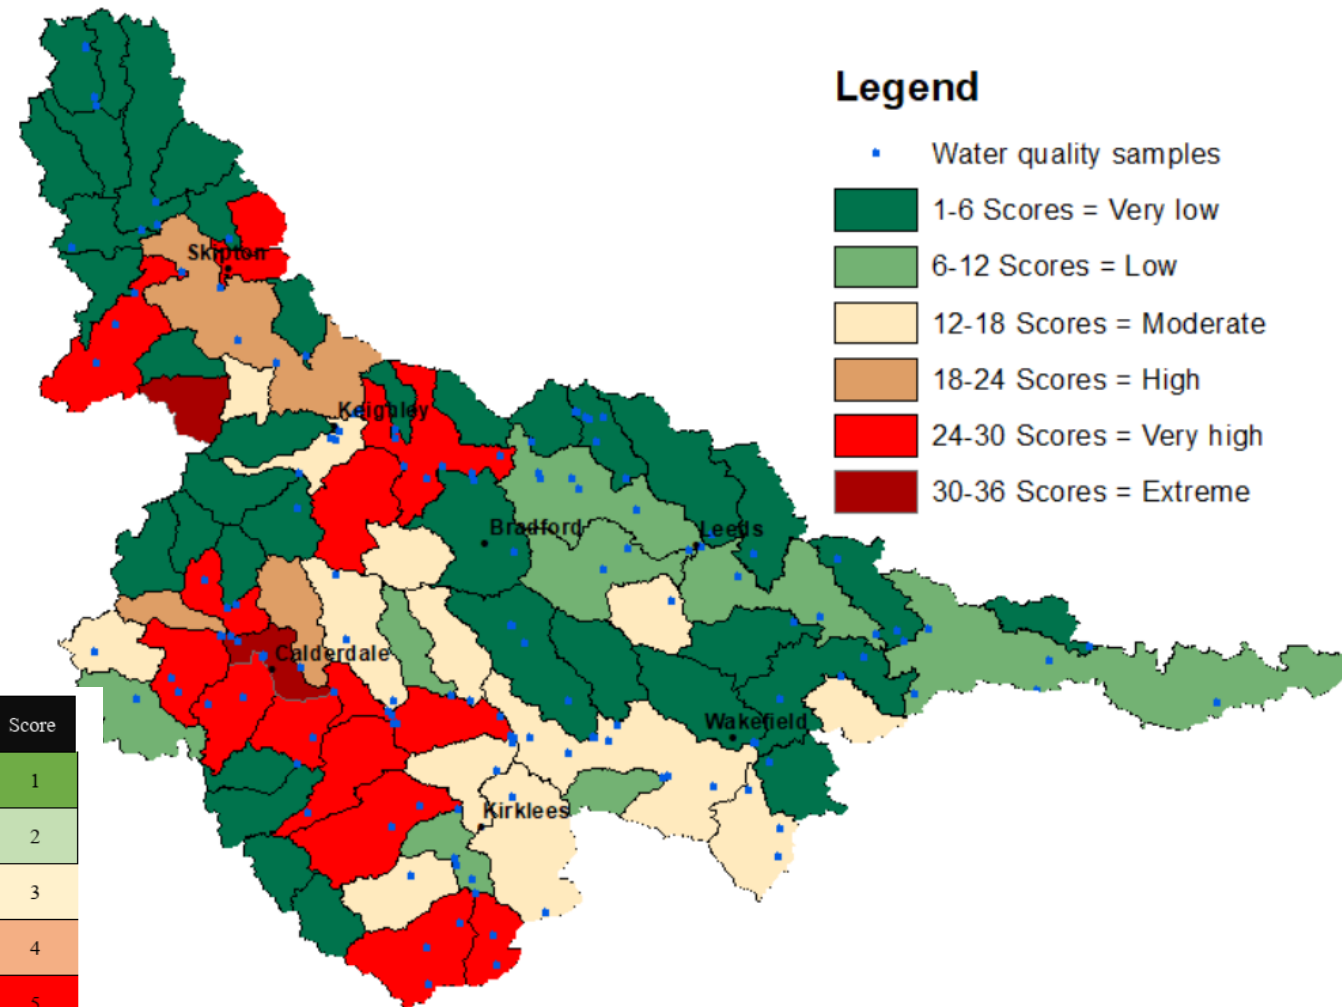 Legend
Water quality samples
1-6 Scores = Very low
6-12 Scores = Low
12-18 Scores = Moderate
18-24 Scores = High
24-30 Scores = Very high
30-36 Scores = Extreme
Skipton
Keighley
Bradford
Leeds
Calderdale
Wakefield
Kirklees
Score
1
2
3
4
5